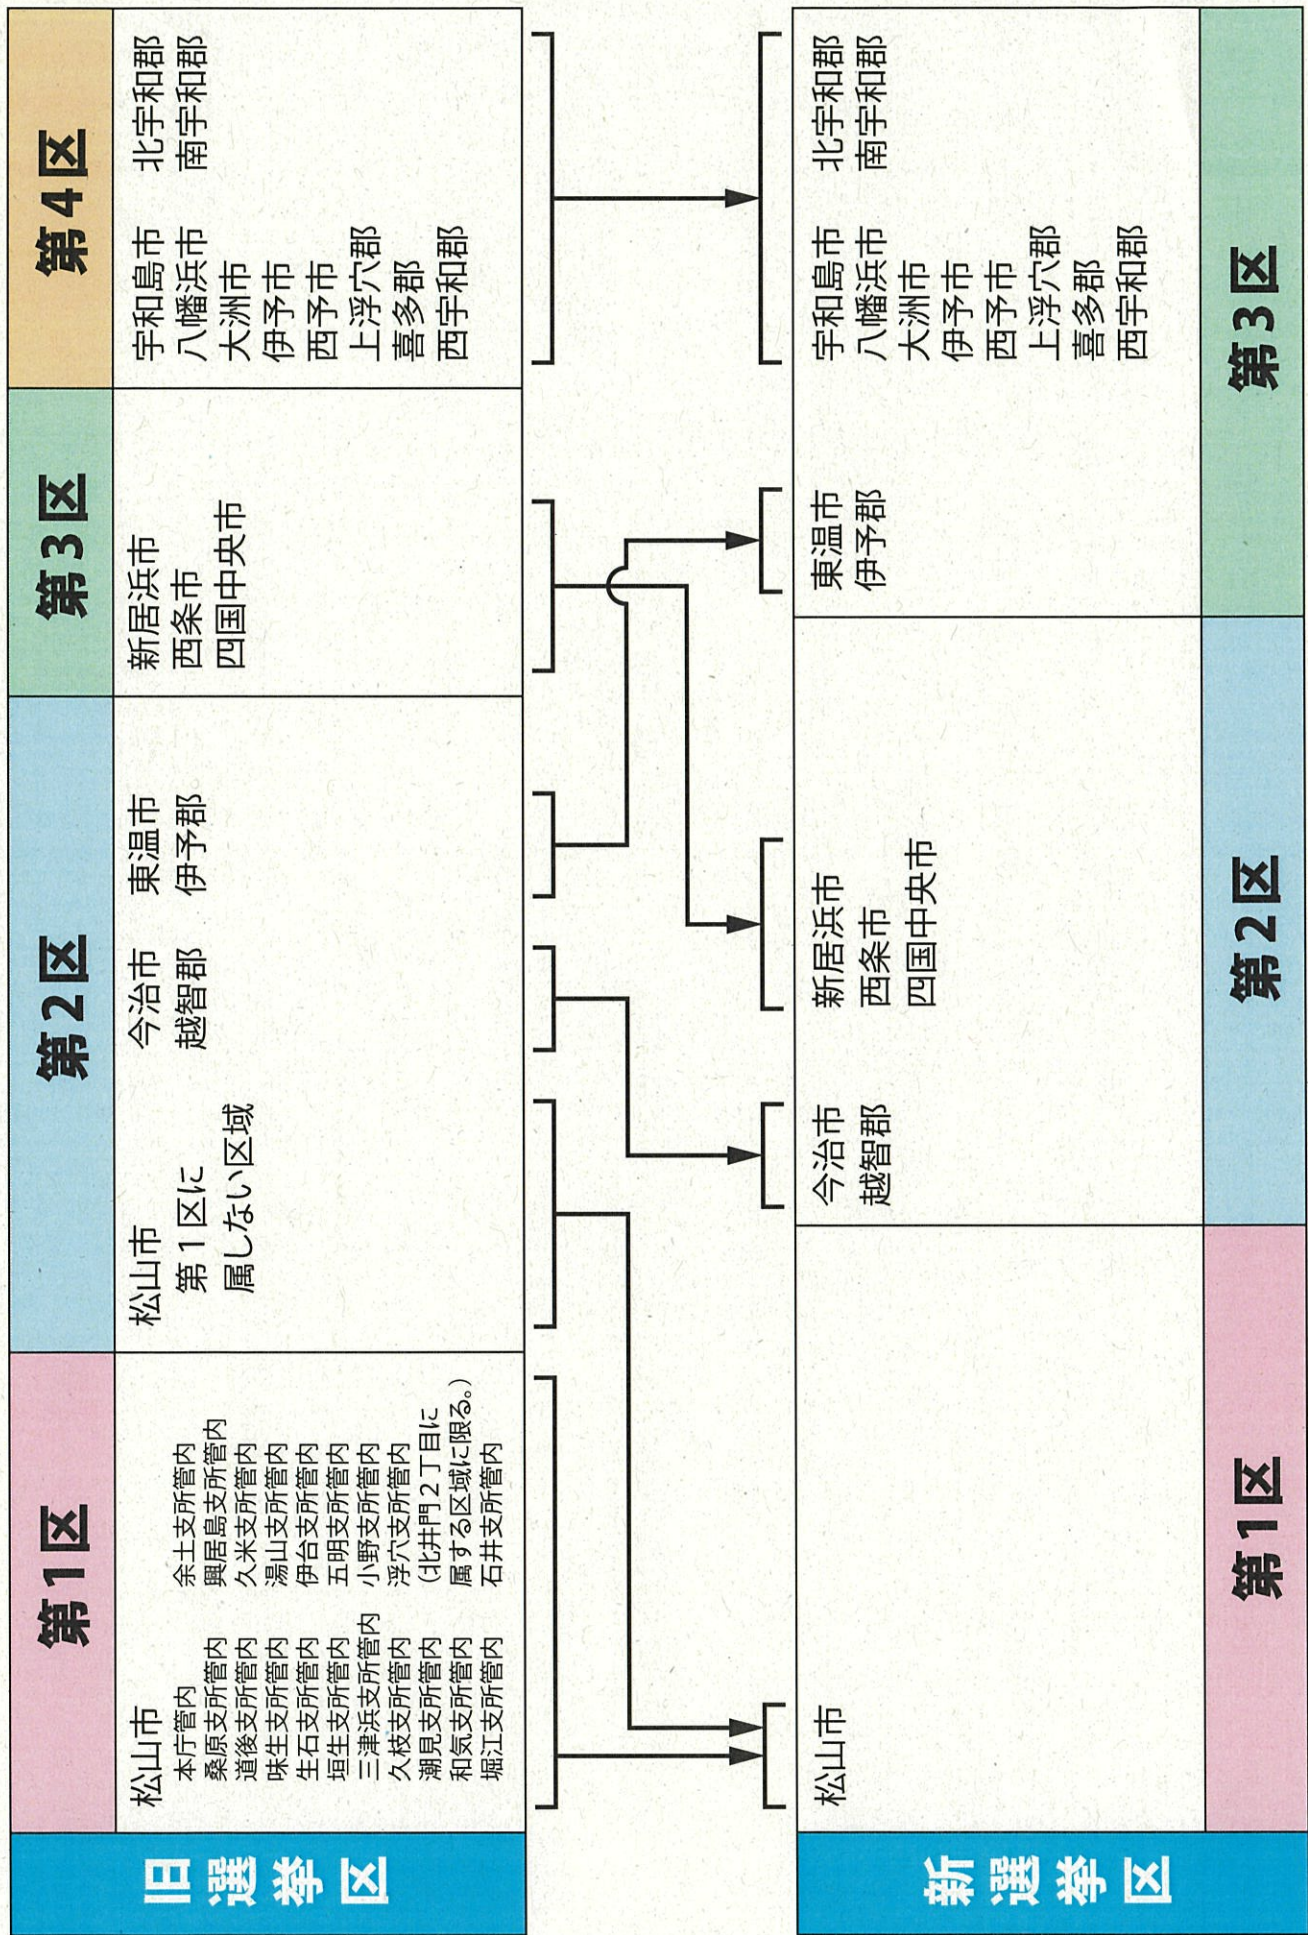 旧選挙区
第1区
松山市
本庁管内
桑原支所管内
道後支所管内
味生支所管内
生石支所管内
垣生支所管内
三津浜支所管内
久枝支所管内
潮見支所管内
和気支所管内
堀江支所管内
余土支所管内
興居島支所管内
久米支所管内
湯山支所管内
伊台支所管内
五明支所管内
小野支所管内
浮穴支所管内
(北井門2丁目に
属する区域に限る。)
石井支所管内
第2区
松山市
第1区に
属しない区域
今治市
越智郡
東温市
伊予郡
第3区
新居浜市
西条市
四国中央市
第4区
宇和島市
八幡浜市
大洲市
伊予市
西予市
上浮穴郡
喜多郡
西宇和郡
北宇和郡
南宇和郡
新選挙区
松山市
第1区
今治市
越智郡
新居浜市
西条市
四国中央市
第2区
東温市
伊予郡
宇和島市
八幡浜市
大洲市
伊予市
西予市
上浮穴郡
喜多郡
西宇和郡
北宇和郡
南宇和郡
第3区